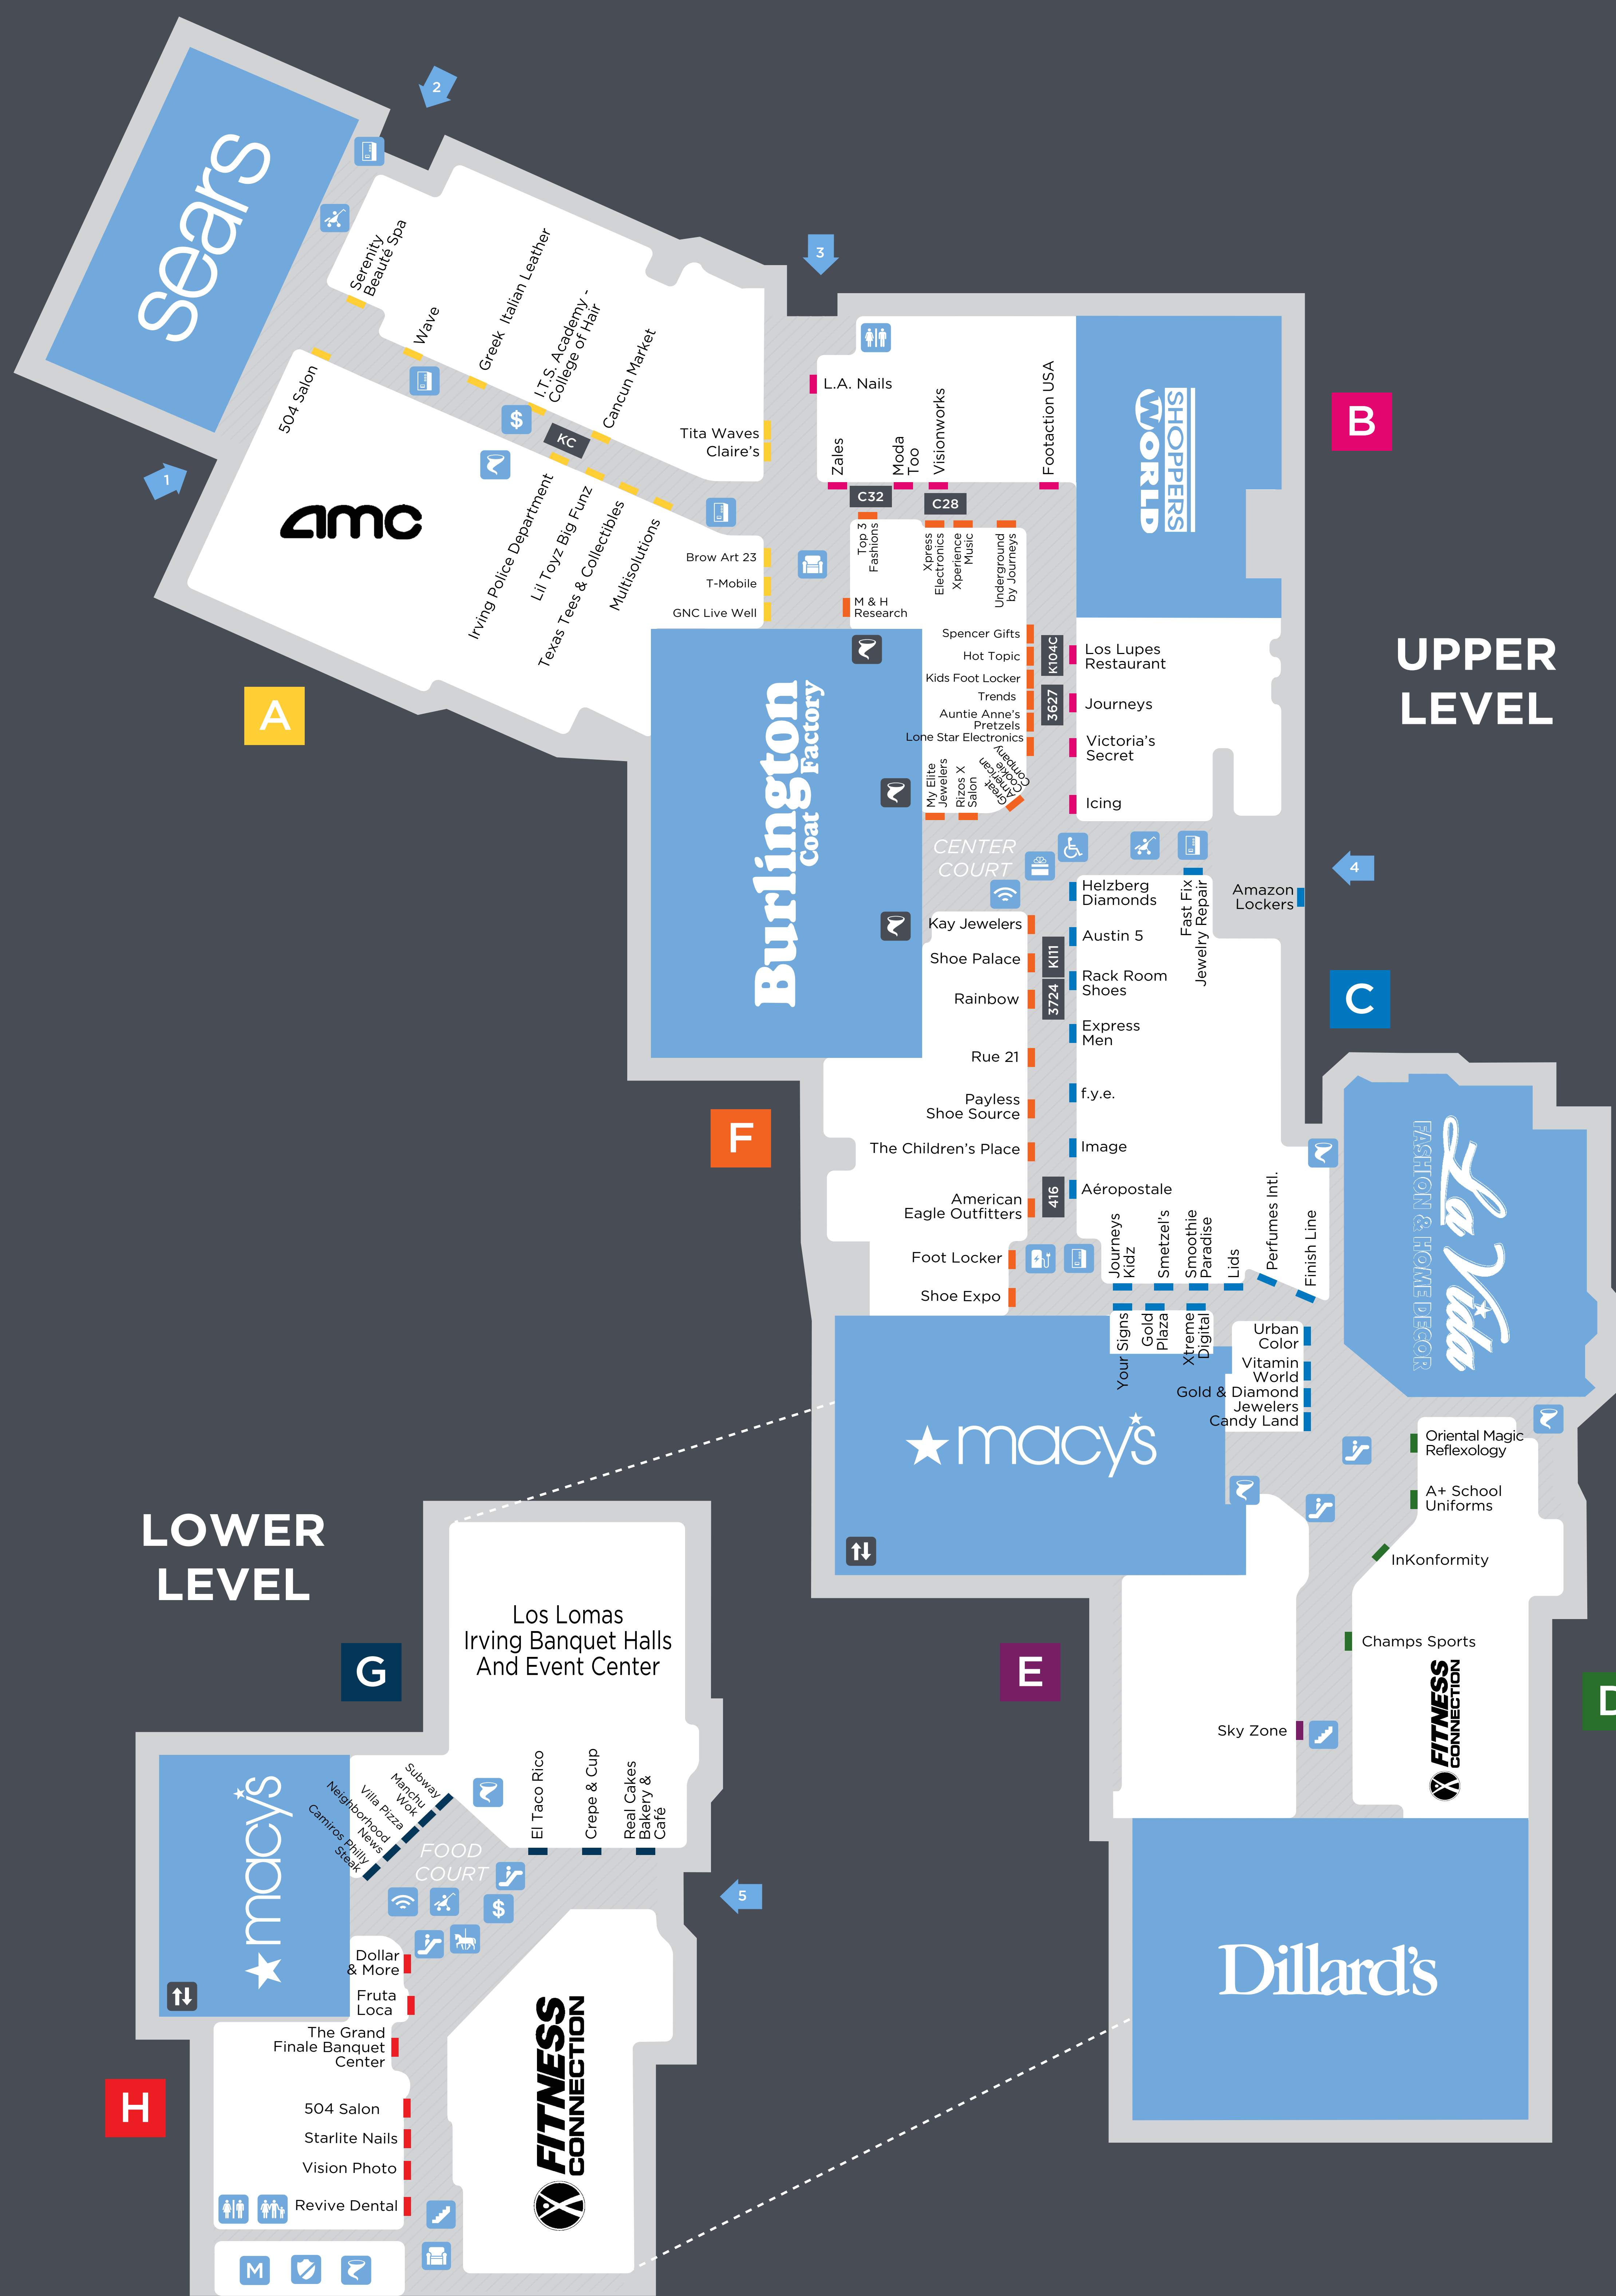 2
Sears
Serenity
Beauté Spa
Wave
Greek Italian Leather
I.T.S. Academy -
College of Hair
Cancun Market
Tita Waves
Claire's
504 Salon
1
amc
$
KC
Irving Police Department
Lil Toyz Big Funz
Texas Tees & Collectibles
Multisolutions
Brow Art 23
T-Mobile
GNC Live Well
A
3
L.A. Nails
Zales
Moda
Too
Visionworks
Footaction USA
SHOPPERS
WORLD
B
C32
C28
Top 3
Fashions
Xpress
Electronics
Xperience
Music
Underground
by Journeys
M & H
Research
Spencer Gifts
Hot Topic
Kids Foot Locker
Trends
Auntie Anne's
Pretzels
Lone Star Electronics
My Elite
Jewelers
Rizos X
Salon
Great
American
Cookie
Company
K104C
3627
Los Lupes
Restaurant
Journeys
Victoria's
Secret
Icing
UPPER
LEVEL
Burlington
Coat Factory
CENTER
COURT
4
Helzberg
Diamonds
Fast Fix
Jewelry Repair
Amazon
Lockers
Kay Jewelers
Austin 5
Shoe Palace
K111
Rack Room
Shoes
Rainbow
3724
C
Express
Men
Rue 21
f.y.e.
Payless
Shoe Source
F
The Children's Place
Image
American
Eagle Outfitters
416
Aéropostale
Foot Locker
Shoe Expo
Journeys
Kidz
Smetzel's
Smoothie
Paradise
Lids
Perfumes Intl.
Finish Line
La Vida
FASHION & HOME DECOR
Your Signs
Gold
Plaza
Xtreme
Digital
Urban
Color
Vitamin
World
Gold & Diamond
Jewelers
Candy Land
macy's
Oriental Magic
Reflexology
A+ School
Uniforms
InKonformity
Champs Sports
FITNESS
CONNECTION
D
E
Sky Zone
Dillard's
LOWER
LEVEL
G
Los Lomas
Irving Banquet Halls
And Event Center
macy's
Subway
Manchu
Wok
Villa Pizza
Neighborhood
News
Camiros Philly
Steak
El Taco Rico
Crepe & Cup
Real Cakes
Bakery &
Café
FOOD
COURT
5
$
Dollar
& More
Fruta
Loca
The Grand
Finale Banquet
Center
H
504 Salon
Starlite Nails
Vision Photo
Revive Dental
FITNESS
CONNECTION
M